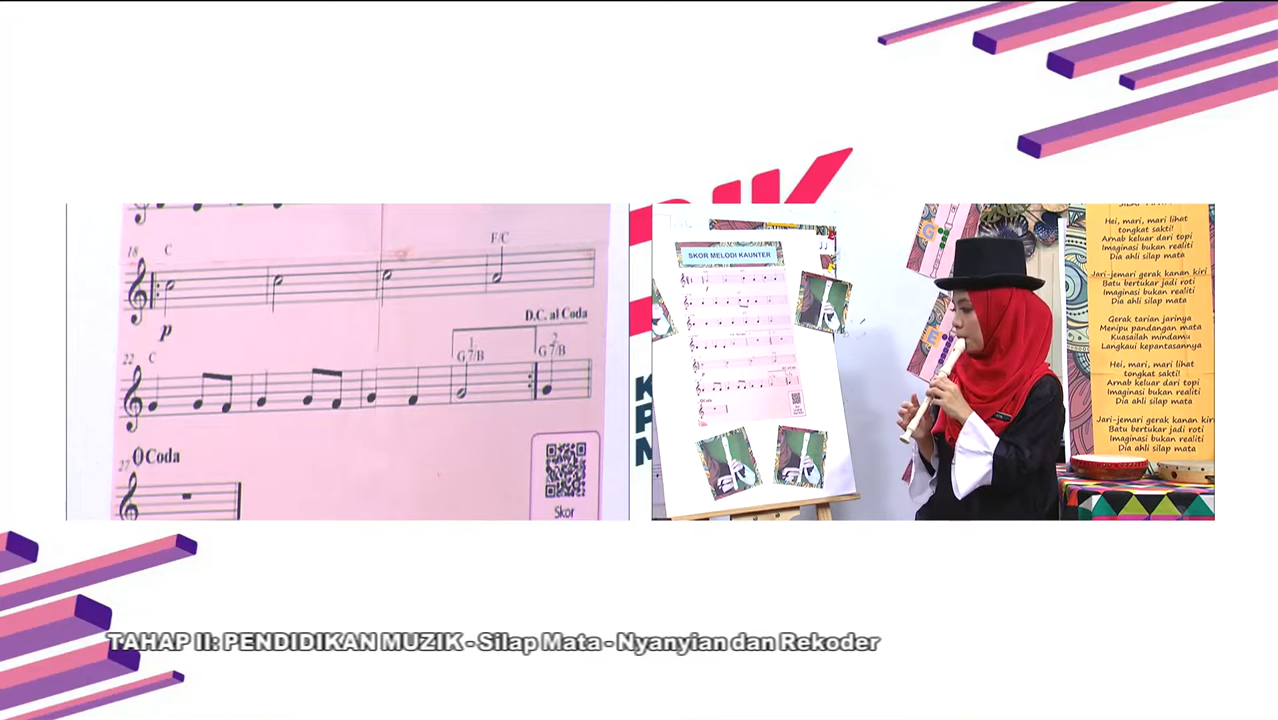 18
C
F/C
p
D.C. al Coda
22
C
1
G 7/B
2
G 7/B
27
Coda
Skor
SKOR MELODI KAUNTER
G
E
Hei, mari, mari lihat
tongkat sakti!
Arnab keluar dari topi
Imaginasi bukan realiti
Dia ahli silap mata
Jari-jemari gerak kanan kiri
Batu bertukar jadi roti
Imaginasi bukan realiti
Dia ahli silap mata
Gerak tarian jarinya
Menipu pandangan mata
Kuasailah mindamu
Langkaui kepantasannya
Hei, mari, mari lihat
tongkat sakti!
Arnab keluar dari topi
Imaginasi bukan realiti
Dia ahli silap mata
Jari-jemari gerak kanan kiri
Batu bertukar jadi roti
Imaginasi bukan realiti
Dia ahli silap mata
TAHAP II: PENDIDIKAN MUZIK - Silap Mata - Nyanyian dan Rekoder